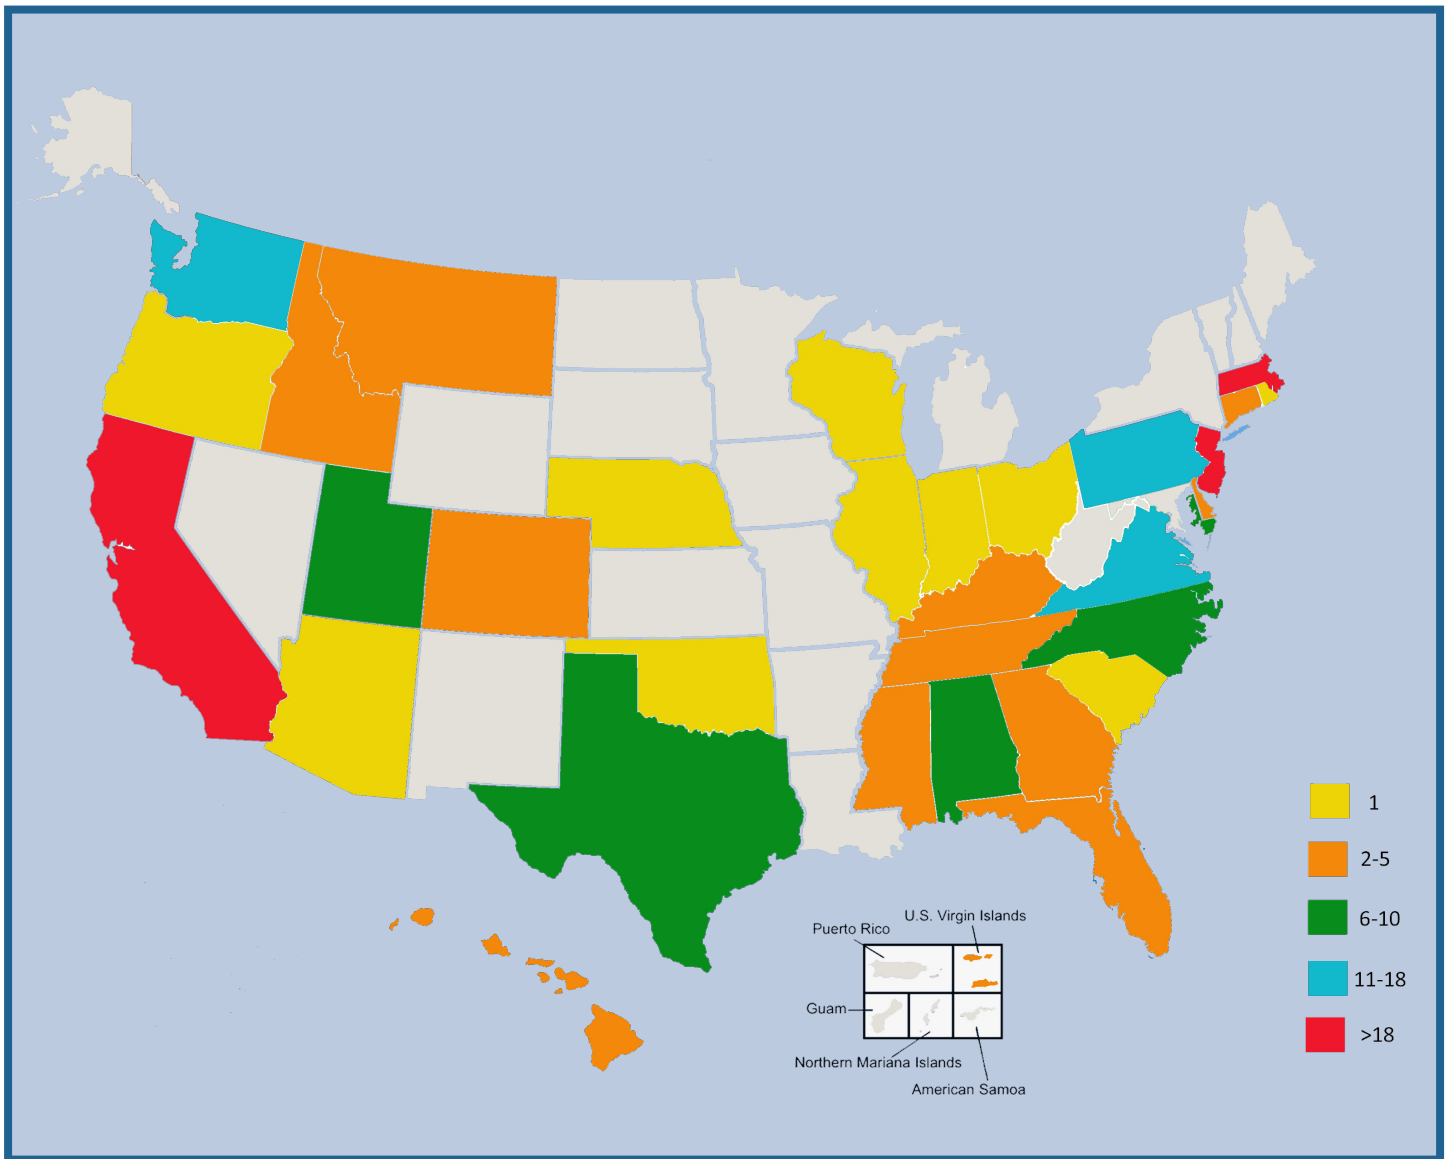 1
2-5
6-10
11-18
>18
U.S. Virgin Islands
Puerto Rico
Guam
Northern Mariana Islands
American Samoa